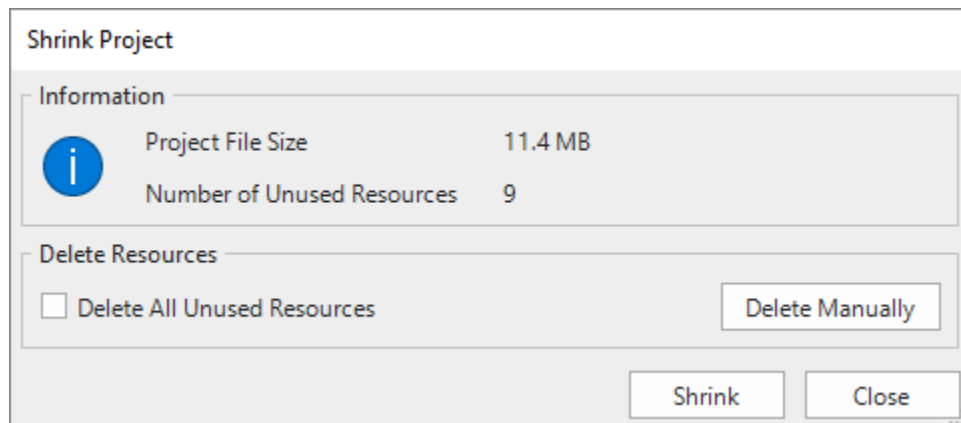 Shrink Project
Information
Project File Size 11.4 MB
Number of Unused Resources 9
Delete Resources
Delete All Unused Resources Delete Manually
Shrink Close